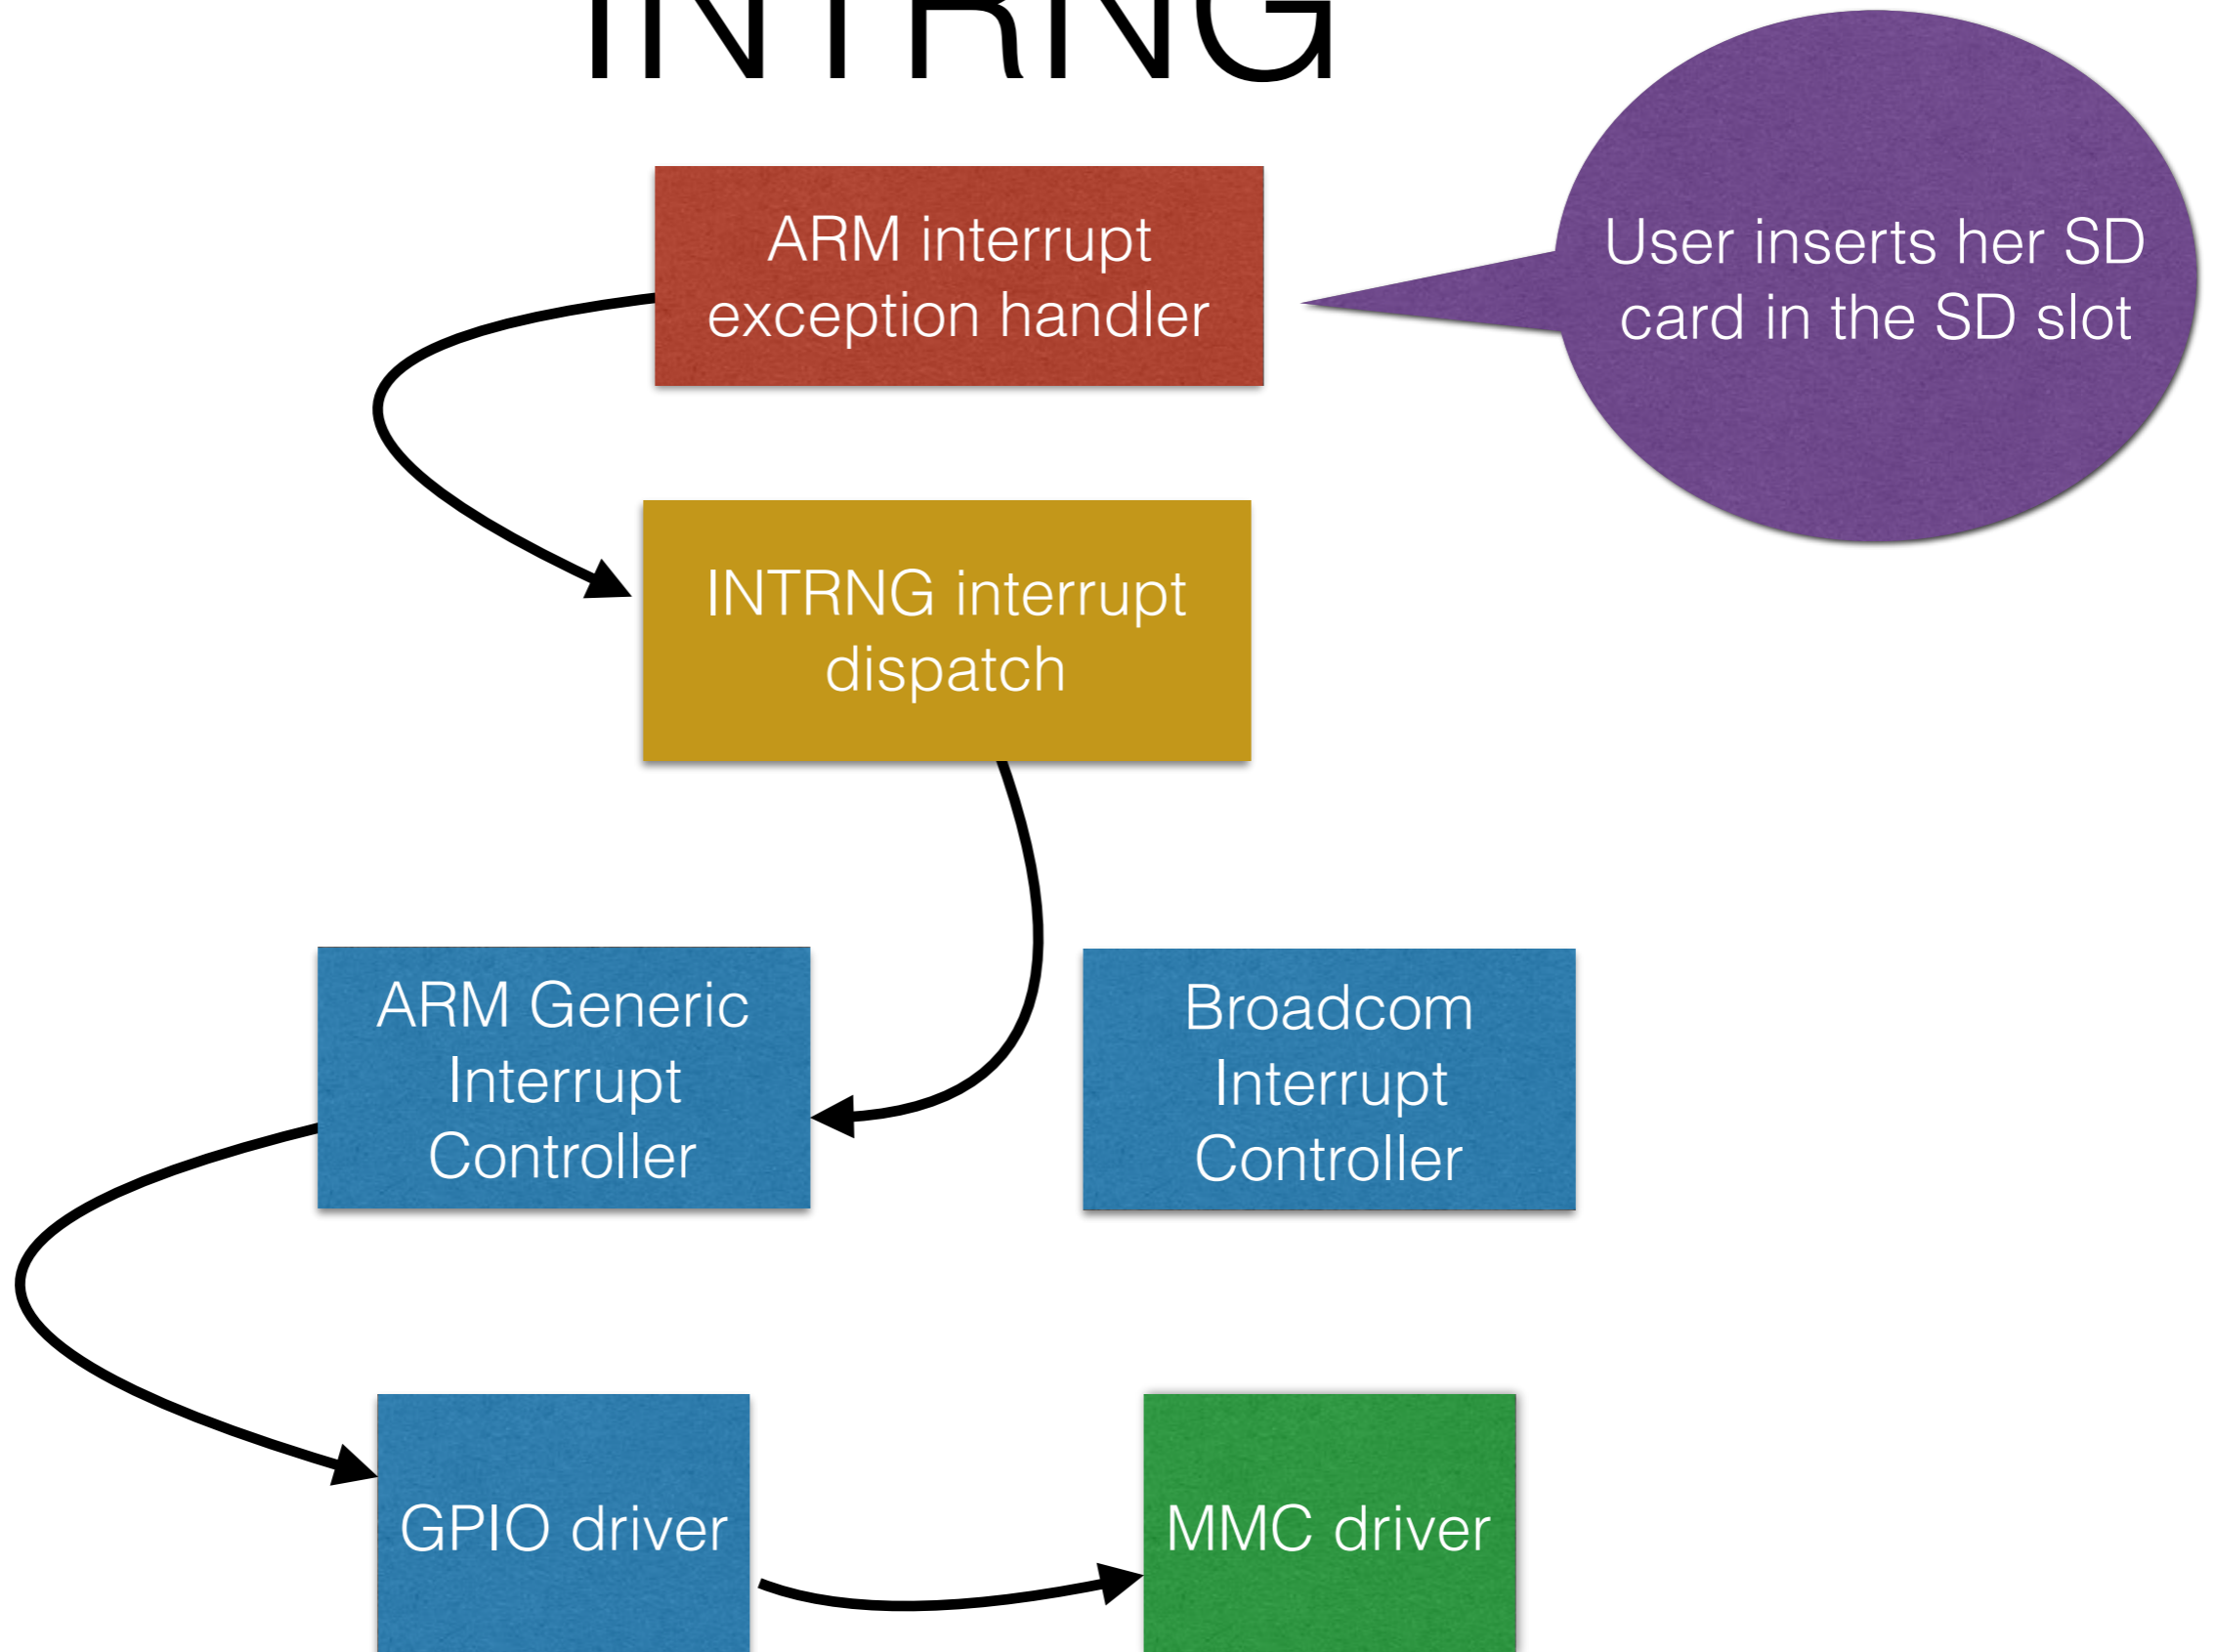 INTRNG
ARM interrupt
exception handler
User inserts her SD
card in the SD slot
INTRNG interrupt
dispatch
ARM Generic
Interrupt
Controller
Broadcom
Interrupt
Controller
GPIO driver
MMC driver